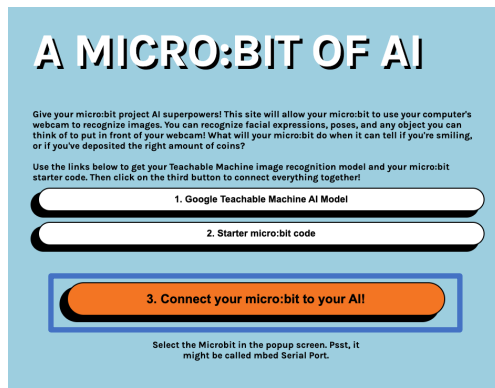 A MICRO:BIT OF AI
Give your micro:bit project AI superpowers! This site will allow your micro:bit to use your computer's
webcam to recognize images. You can recognize facial expressions, poses, and any object you can
think of to put in front of your webcam! What will your micro:bit do when it can tell if you're smiling,
or if you've deposited the right amount of coins?
Use the links below to get your Teachable Machine image recognition model and your micro:bit
starter code. Then click on the third button to connect everything together!
1. Google Teachable Machine AI Model
2. Starter micro:bit code
3. Connect your micro:bit to your AI!
Select the Microbit in the popup screen. Psst, it
might be called mbed Serial Port.